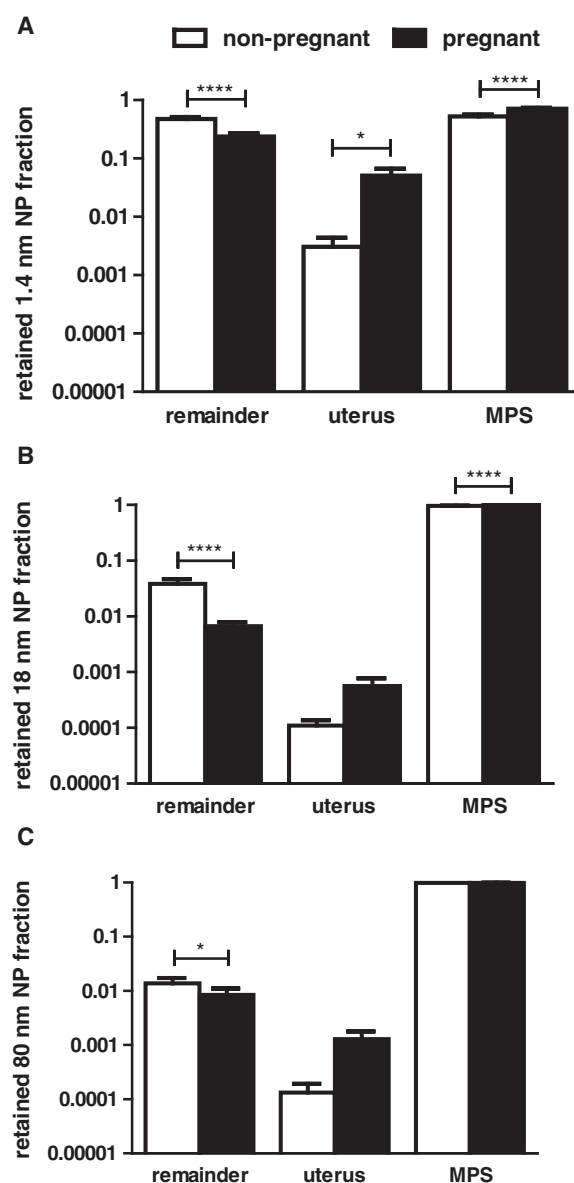 A
non-pregnant pregnant
retained 1.4 nm NP fraction
1
0.1
0.01
0.001
0.0001
0.00001
****
*
****
remainder uterus MPS
B
retained 18 nm NP fraction
1
0.1
0.01
0.001
0.0001
0.00001
****
****
remainder uterus MPS
C
retained 80 nm NP fraction
1
0.1
0.01
0.001
0.0001
0.00001
*
remainder uterus MPS